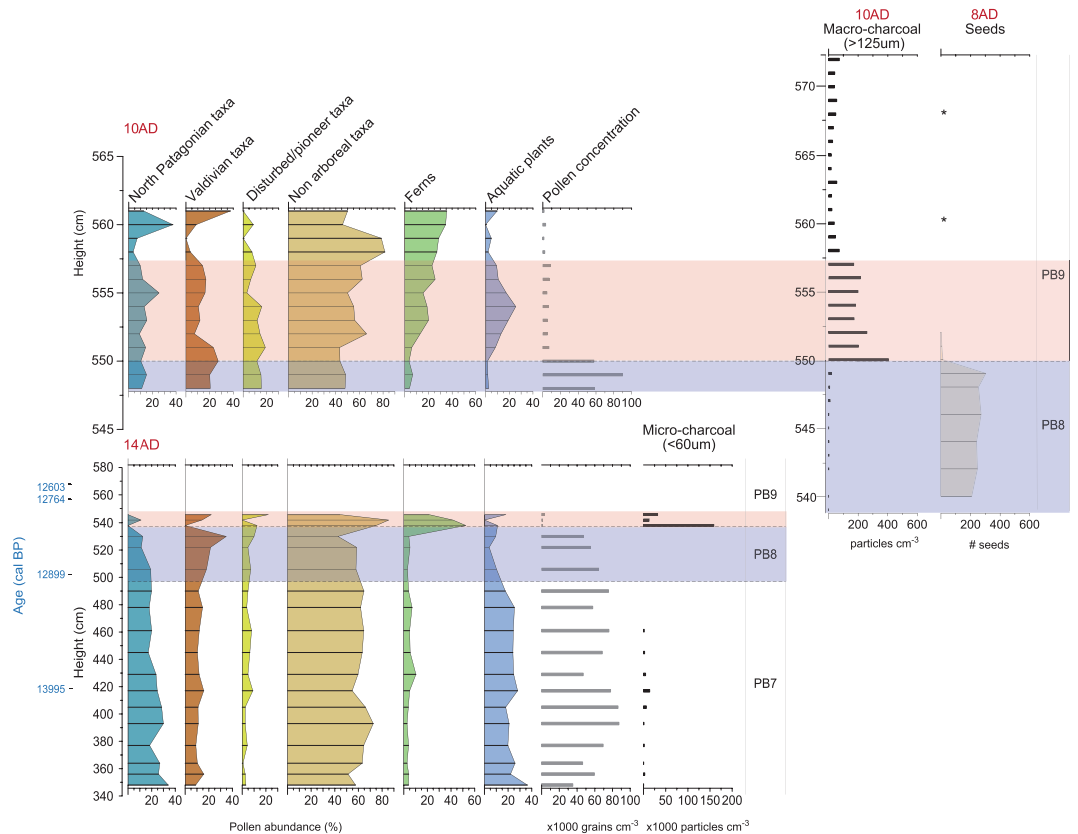 10AD
North Patagonian taxa
Valdivian taxa
Disturbed/pioneer taxa
Non arboreal taxa
Ferns
Aquatic plants
Pollen concentration
Height (cm)
565
560
555
550
545
20 40
20 40
20
20 40 60 80
20 40
20 40
20 40 60 80 100
10AD
Macro-charcoal
(>125um)
8AD
Seeds
570
565
560
555
550
545
540
*
*
PB9
PB8
200 400 600
particles cm-3
200 400 600
# seeds
14AD
Micro-charcoal
(<60um)
Age (cal BP)
12603
12764
12899
13995
Height (cm)
580
560
540
520
500
480
460
440
420
400
380
360
340
PB9
PB8
PB7
20 40
20 40
20
20 40 60 80 100
20 40 60
20 40
20 40 60 80 100
50 100 150 200
Pollen abundance (%)
x1000 grains cm-3
x1000 particles cm-3